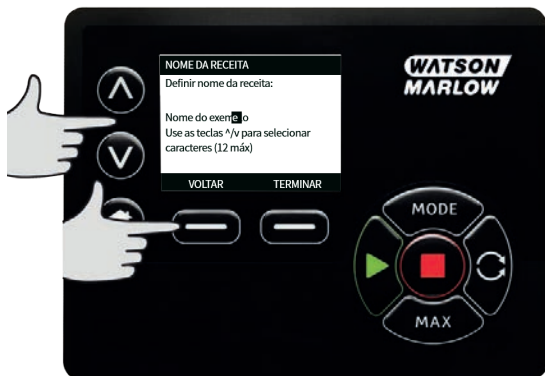 NOME DA RECEITA
Definir nome da receita:
Nome do exem e o
Use as teclas ^/v para selecionar
caracteres (12 máx)
VOLTAR TERMINAR
WATSON
MARLOW
MODE
MAX